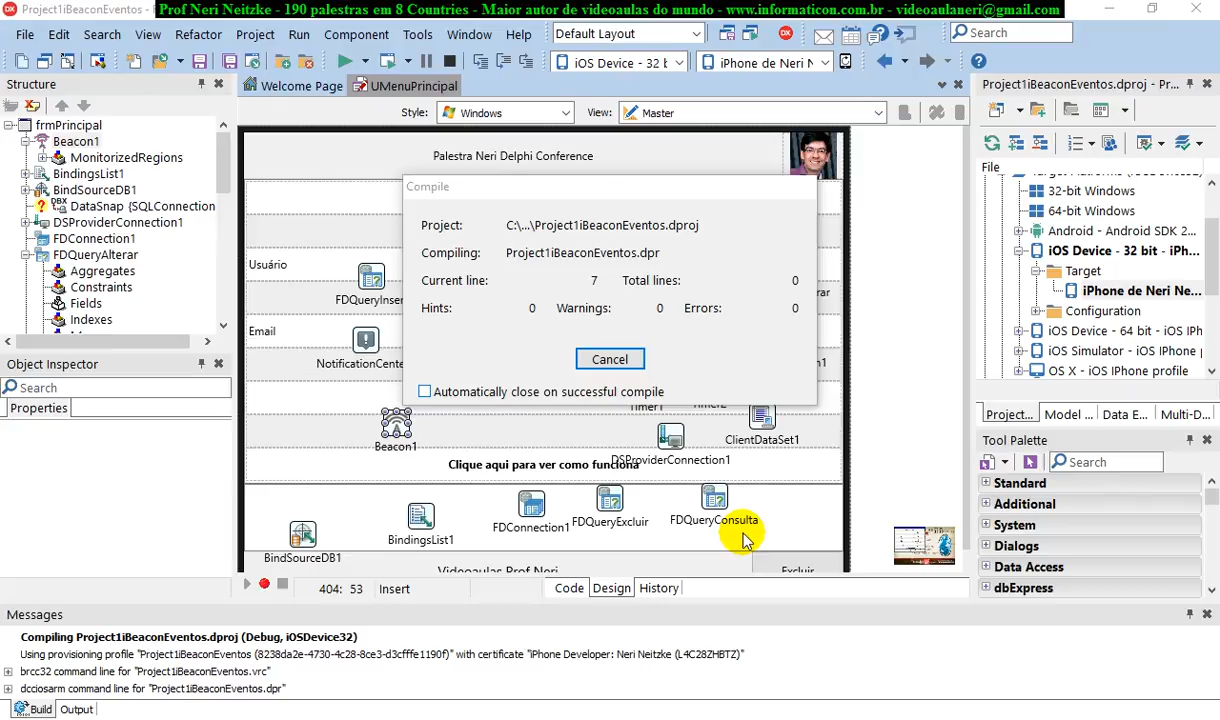 Project1iBeaconEventos -
Prof Neri Neitzke - 190 palestras em 8 Countries - Maior autor de videoaulas do mundo - www.informaticon.com.br - videoaulaneri@gmail.com
File Edit Search View Refactor Project Run Component Tools Window Help
Default Layout
Search
iOS Device - 32 b
iPhone de Neri N
Structure
Welcome Page
UMenuPrincipal
Project1iBeaconEventos.dproj - Pr...
Style: Windows
View: Master
frmPrincipal
Beacon1
MonitorizedRegions
BindingsList1
BindSourceDB1
DataSnap {SQLConnection
DSProviderConnection1
FDConnection1
FDQueryAlterar
Aggregates
Constraints
Fields
Indexes
Object Inspector
Search
Properties
Palestra Neri Delphi Conference
Usuário
FDQueryInser
Email
NotificationCente
Beacon1
Clique aqui para ver como funciona
DSProviderConnection1
ClientDataSet1
BindSourceDB1
BindingsList1
FDConnection1
FDQueryExcluir
FDQueryConsulta
Videoaulas Prof Neri
Excluir
Compile
Project: C:\...\Project1iBeaconEventos.dproj
Compiling: Project1iBeaconEventos.dpr
Current line: 7 Total lines: 0
Hints: 0 Warnings: 0 Errors: 0
Cancel
Automatically close on successful compile
404: 53 Insert
Code Design History
File
32-bit Windows
64-bit Windows
Android - Android SDK 2...
iOS Device - 32 bit - iPh...
Target
iPhone de Neri Ne...
Configuration
iOS Device - 64 bit - iOS IPh
iOS Simulator - iOS IPhone
OS X - iOS IPhone profile
Project... Model ... Data E... Multi-D...
Tool Palette
Search
Standard
Additional
System
Dialogs
Data Access
dbExpress
Messages
Compiling Project1iBeaconEventos.dproj (Debug, iOSDevice32)
Using provisioning profile "Project1iBeaconEventos (8238da2e-4730-4c28-8ce3-d3cfffe1190f)" with certificate "iPhone Developer: Neri Neitzke (L4C28ZHBTZ)"
brcc32 command line for "Project1iBeaconEventos.vrc"
dcciosarm command line for "Project1iBeaconEventos.dpr"
Build Output